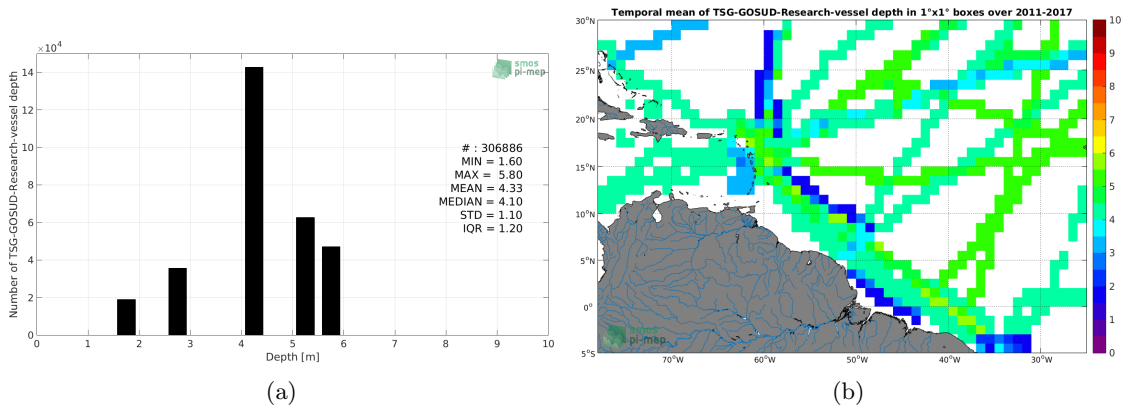 ×10⁴
Number of TSG-GOSUD-Research-vessel depth
14
12
10
8
6
4
2
0
0 1 2 3 4 5 6 7 8 9 10
Depth [m]
smos
pi-mep
# : 306886
MIN = 1.60
MAX = 5.80
MEAN = 4.33
MEDIAN = 4.10
STD = 1.10
IQR = 1.20
(a)
Temporal mean of TSG-GOSUD-Research-vessel depth in 1°x1° boxes over 2011-2017
30°N
25°N
20°N
15°N
10°N
5°N
0°
5°S
70°W 60°W 50°W 40°W 30°W
smos
pi-mep
10
9
8
7
6
5
4
3
2
1
0
(b)